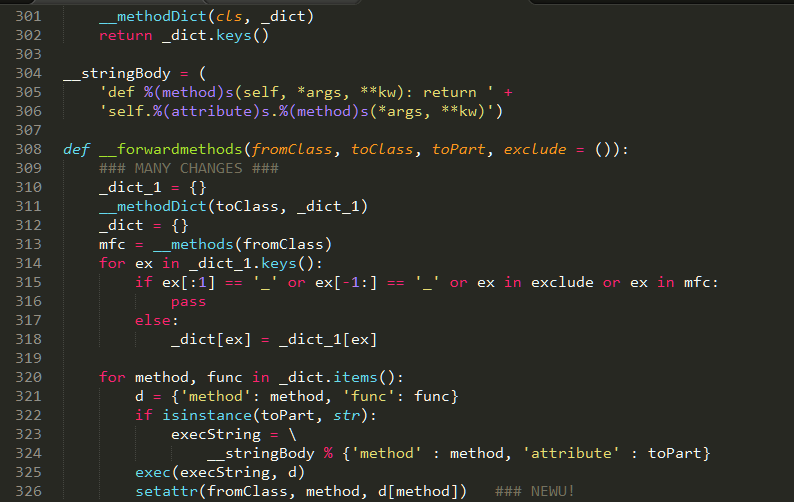 301         __methodDict(cls, _dict)
302         return _dict.keys()
303
304     __stringBody = (
305         'def %(method)s(self, *args, **kw): return ' +
306         'self.%(attribute)s.%(method)s(*args, **kw)')
307
308     def __forwardmethods(fromClass, toClass, toPart, exclude = ()):
309         ### MANY CHANGES ###
310         _dict_1 = {}
311         __methodDict(toClass, _dict_1)
312         _dict = {}
313         mfc = __methods(fromClass)
314         for ex in _dict_1.keys():
315             if ex[:1] == '_' or ex[-1:] == '_' or ex in exclude or ex in mfc:
316                 pass
317             else:
318                 _dict[ex] = _dict_1[ex]
319
320         for method, func in _dict.items():
321             d = {'method': method, 'func': func}
322             if isinstance(toPart, str):
323                 execString = \
324                     __stringBody % {'method' : method, 'attribute' : toPart}
325             exec(execString, d)
326             setattr(fromClass, method, d[method])   ### NEWU!